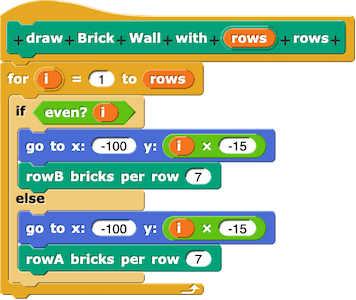 + draw + Brick + Wall + with + rows + rows +
for i = 1 to rows
if even? i
go to x: -100 y: i × -15
rowB bricks per row 7
else
go to x: -100 y: i × -15
rowA bricks per row 7